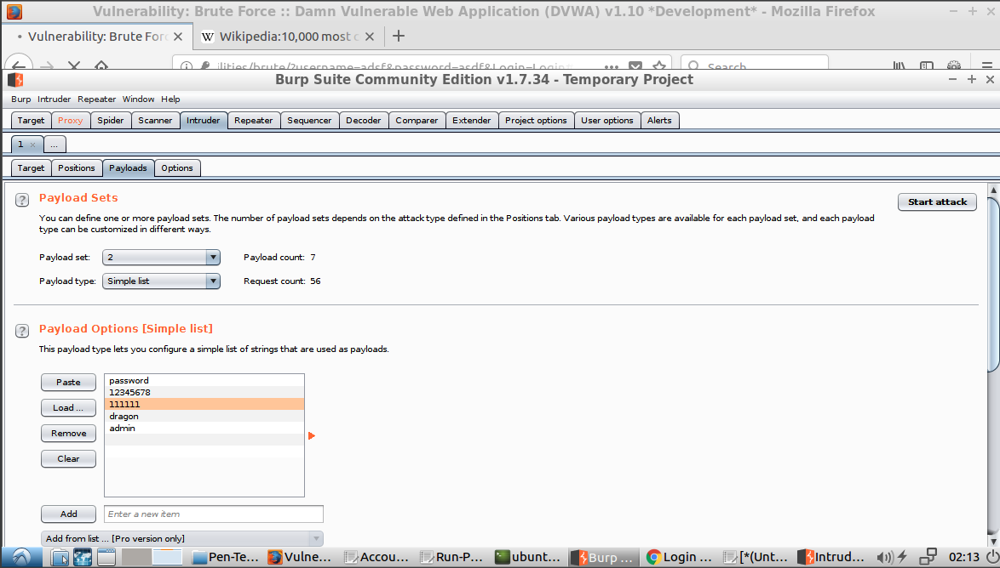 Vulnerability: Brute Force :: Damn Vulnerable Web Application (DVWA) v1.10 *Development* - Mozilla Firefox
• Vulnerability: Brute Forc
W Wikipedia:10,000 most c
ilities/brute/?username=adsf&password=asdf&Login=Login
Search
Burp Suite Community Edition v1.7.34 - Temporary Project
Burp Intruder Repeater Window Help
Target Proxy Spider Scanner Intruder Repeater Sequencer Decoder Comparer Extender Project options User options Alerts
1 × ...
Target Positions Payloads Options
? Payload Sets
Start attack
You can define one or more payload sets. The number of payload sets depends on the attack type defined in the Positions tab. Various payload types are available for each payload set, and each payload
type can be customized in different ways.
Payload set: 2 Payload count: 7
Payload type: Simple list Request count: 56
? Payload Options [Simple list]
This payload type lets you configure a simple list of strings that are used as payloads.
Paste
Load ...
Remove
Clear
password
12345678
111111
dragon
admin
Add Enter a new item
Add from list ... [Pro version only]
Pen-Te... Vulne... Accou... Run-P... ubunt... Burp ... Login ... [*(Unt... Intrud... 02:13